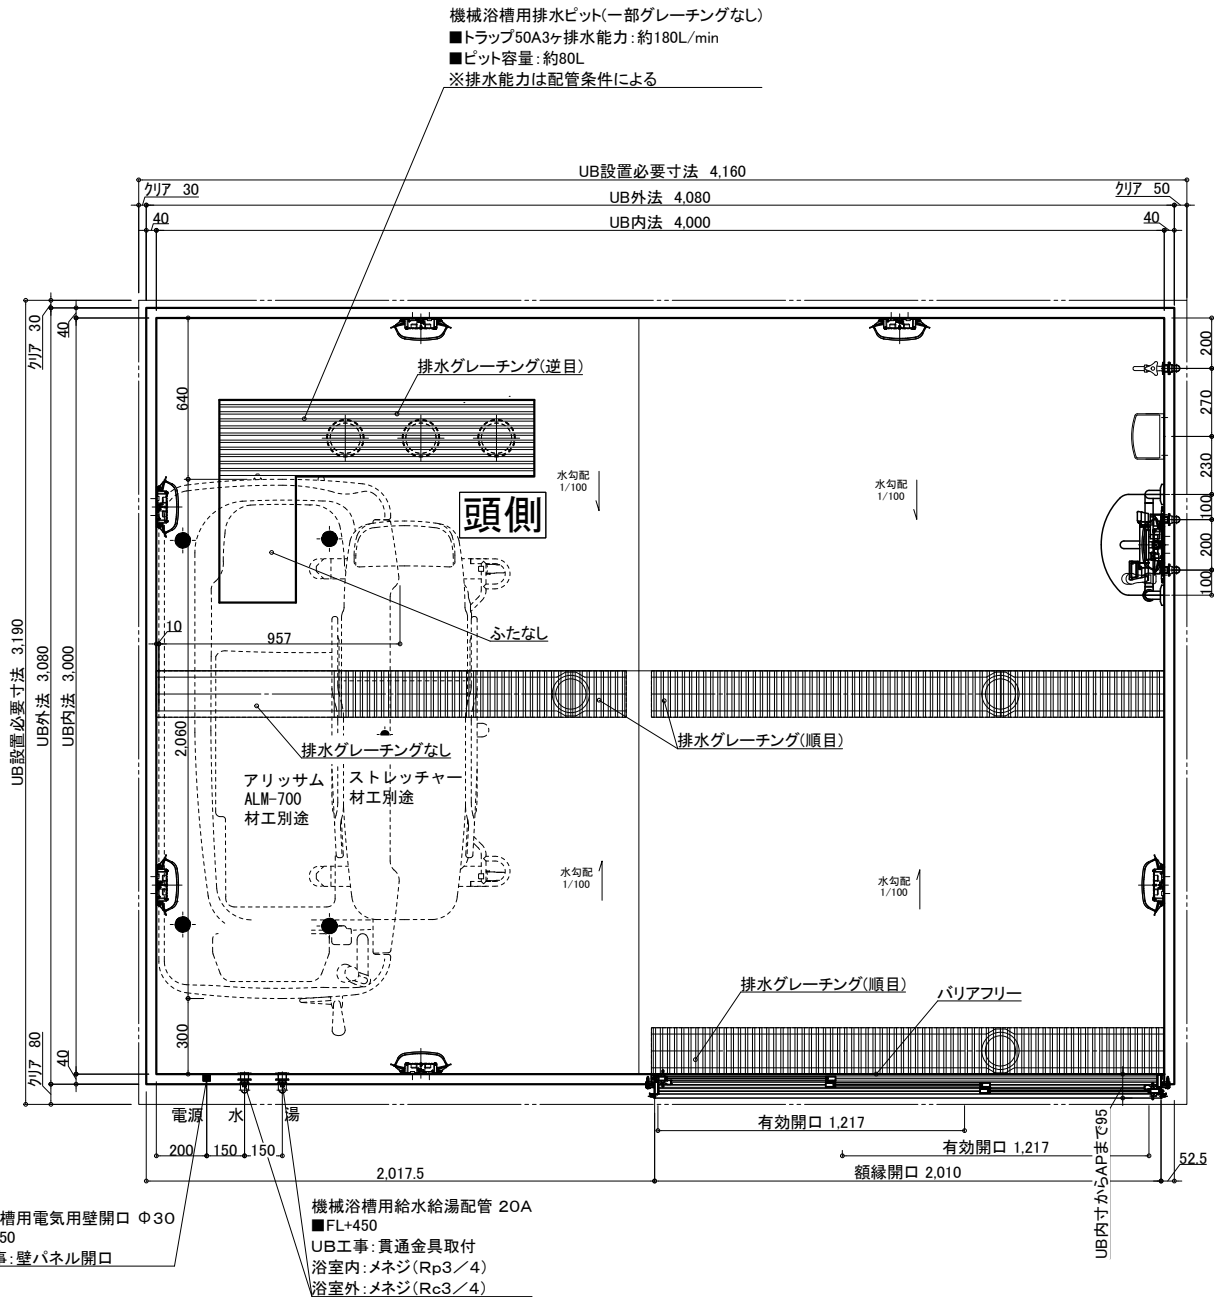 機械浴槽用排水ピット(一部グレーチングなし)
■トラップ50A3ヶ排水能力：約180L/min
■ピット容量：約80L
※排水能力は配管条件による
UB設置必要寸法 4,160
クリア 30
UB外法 4,080
クリア 50
40
UB内法 4,000
40
クリア 30
40
640
200
270
230
100
200
100
排水グレーチング(逆目)
水勾配
1/100
水勾配
1/100
頭側
ふたなし
10
957
UB設置必要寸法 3,190
UB外法 3,080
UB内法 3,000
2,060
排水グレーチングなし
排水グレーチング(順目)
アリッサム
ALM-700
材工別途
ストレッチャー
材工別途
水勾配
1/100
水勾配
1/100
排水グレーチング(順目)
バリアフリー
300
クリア 80
40
電源
水
湯
200
150
150
有効開口 1,217
有効開口 1,217
2,017.5
額縁開口 2,010
52.5
UB内寸からAPまで95
槽用電気用壁開口 Φ30
50
事：壁パネル開口
機械浴槽用給水給湯配管 20A
■FL+450
UB工事：貫通金具取付
浴室内：メネジ(Rp3／4)
浴室外：メネジ(Rc3／4)